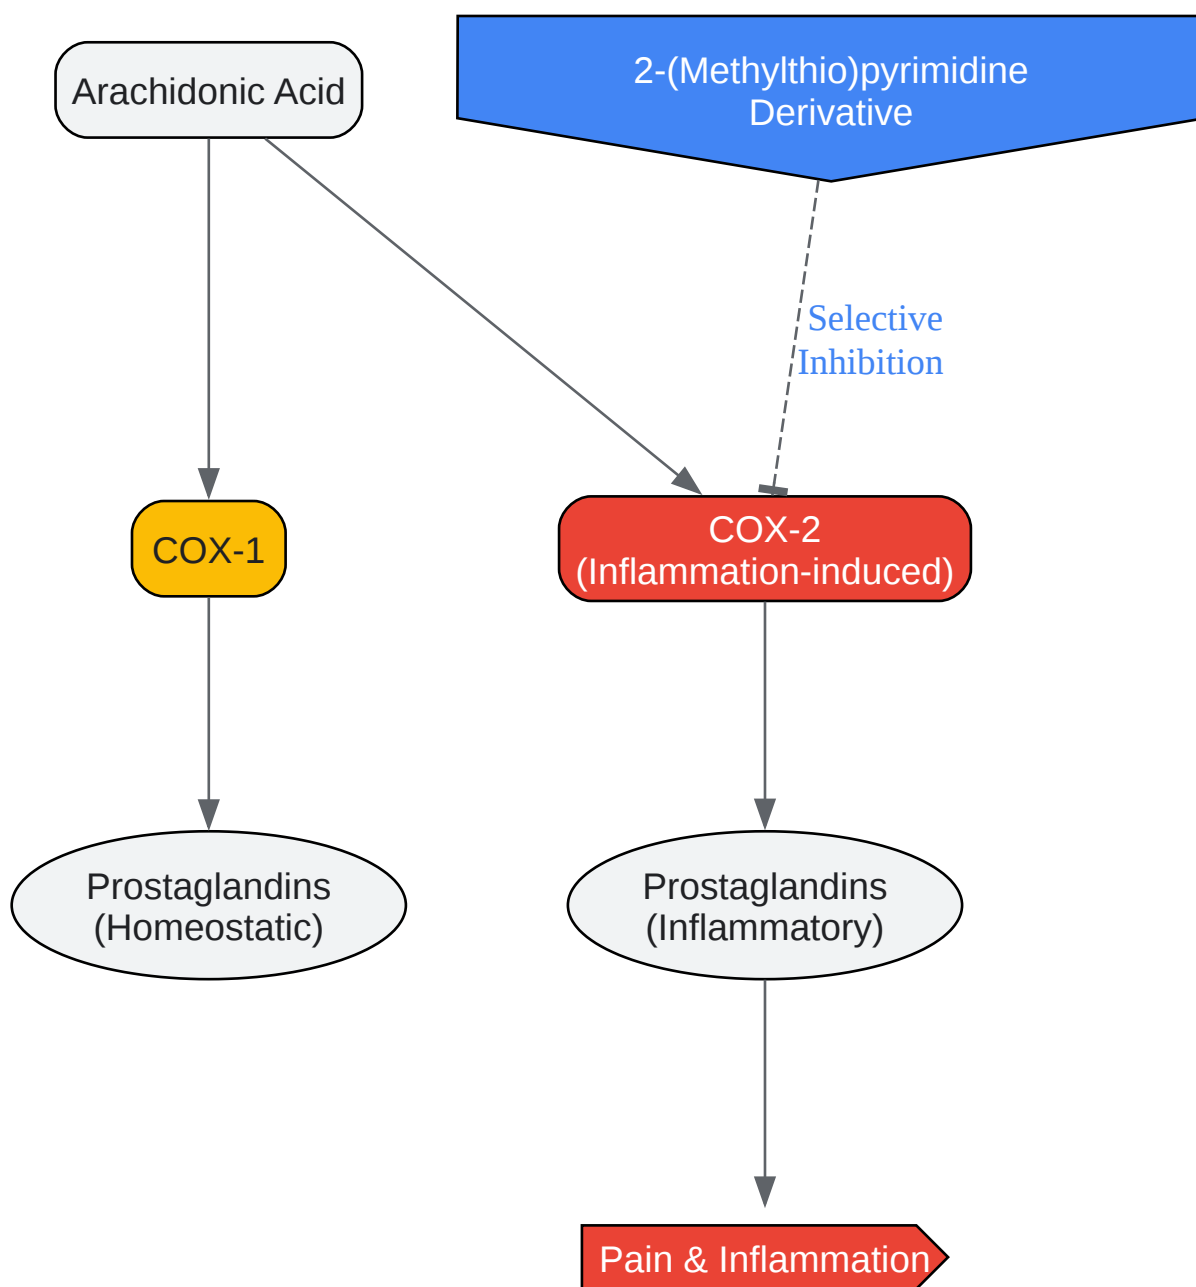 Arachidonic Acid
2-(Methylthio)pyrimidine
Derivative
Selective
Inhibition
COX-1
COX-2
(Inflammation-induced)
Prostaglandins
(Homeostatic)
Prostaglandins
(Inflammatory)
Pain & Inflammation